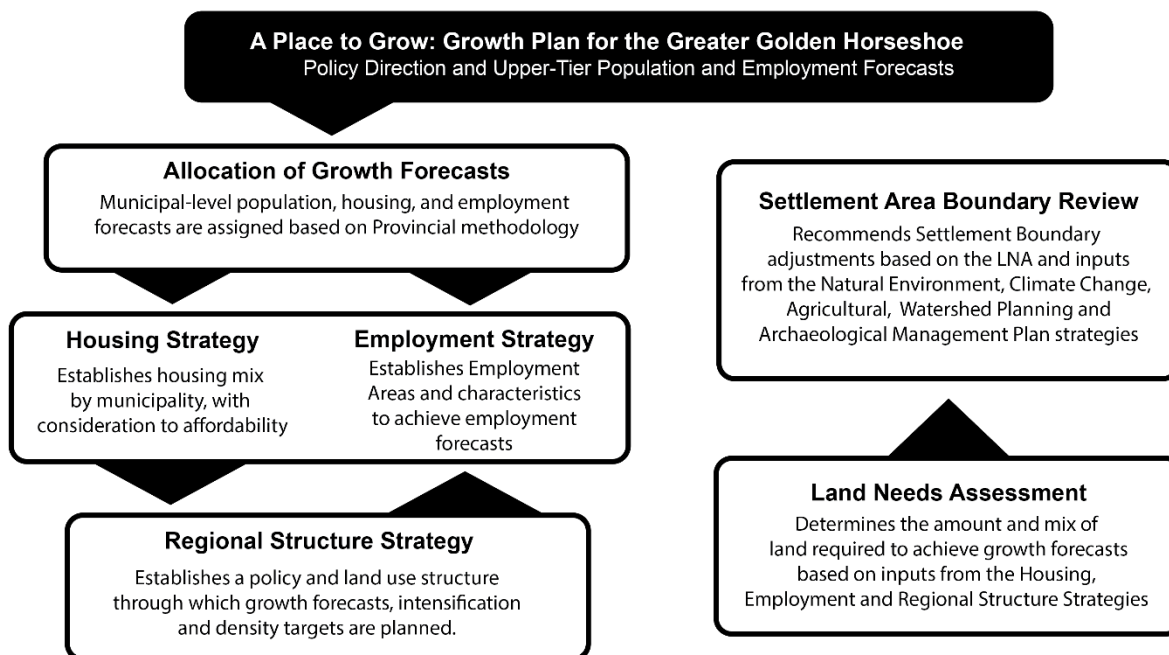 A Place to Grow: Growth Plan for the Greater Golden Horseshoe
Policy Direction and Upper-Tier Population and Employment Forecasts
Allocation of Growth Forecasts
Municipal-level population, housing, and employment
forecasts are assigned based on Provincial methodology
Housing Strategy
Establishes housing mix
by municipality, with
consideration to affordability
Employment Strategy
Establishes Employment
Areas and characteristics
to achieve employment
forecasts
Regional Structure Strategy
Establishes a policy and land use structure
through which growth forecasts, intensification
and density targets are planned.
Settlement Area Boundary Review
Recommends Settlement Boundary
adjustments based on the LNA and inputs
from the Natural Environment, Climate Change,
Agricultural, Watershed Planning and
Archaeological Management Plan strategies
Land Needs Assessment
Determines the amount and mix of
land required to achieve growth forecasts
based on inputs from the Housing,
Employment and Regional Structure Strategies